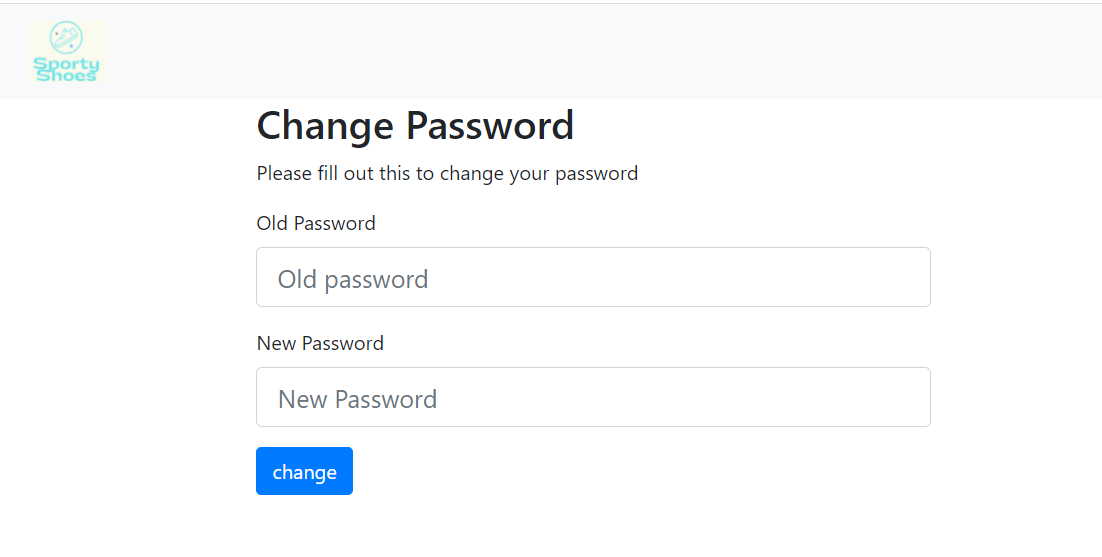 Sporty
Shoes
Change Password
Please fill out this to change your password
Old Password
Old password
New Password
New Password
change